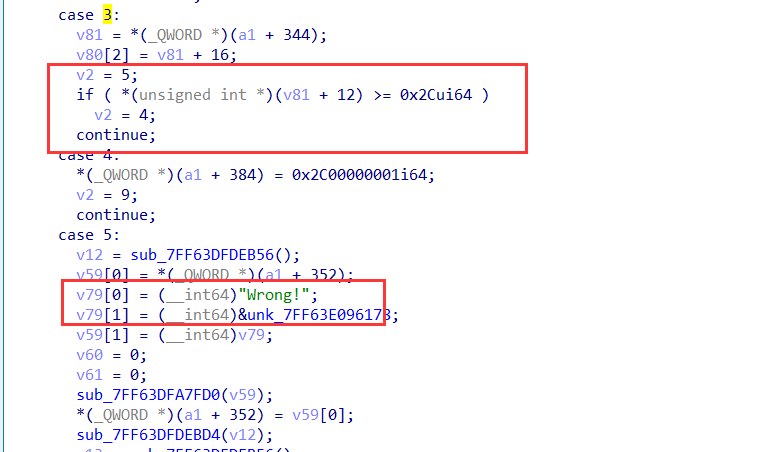 case 3:
v81 = *(_QWORD *)(a1 + 344);
v80[2] = v81 + 16;
v2 = 5;
if ( *(unsigned int *)(v81 + 12) >= 0x2Cui64 )
v2 = 4;
continue;
case 4:
*(_QWORD *)(a1 + 384) = 0x2C00000001i64;
v2 = 9;
continue;
case 5:
v12 = sub_7FF63DFDEB56();
v59[0] = *(_QWORD *)(a1 + 352);
v79[0] = (__int64)"Wrong!";
v79[1] = (__int64)&unk_7FF63E096173;
v59[1] = (__int64)v79;
v60 = 0;
v61 = 0;
sub_7FF63DFA7FD0(v59);
*(_QWORD *)(a1 + 352) = v59[0];
sub_7FF63DFDEBD4(v12);